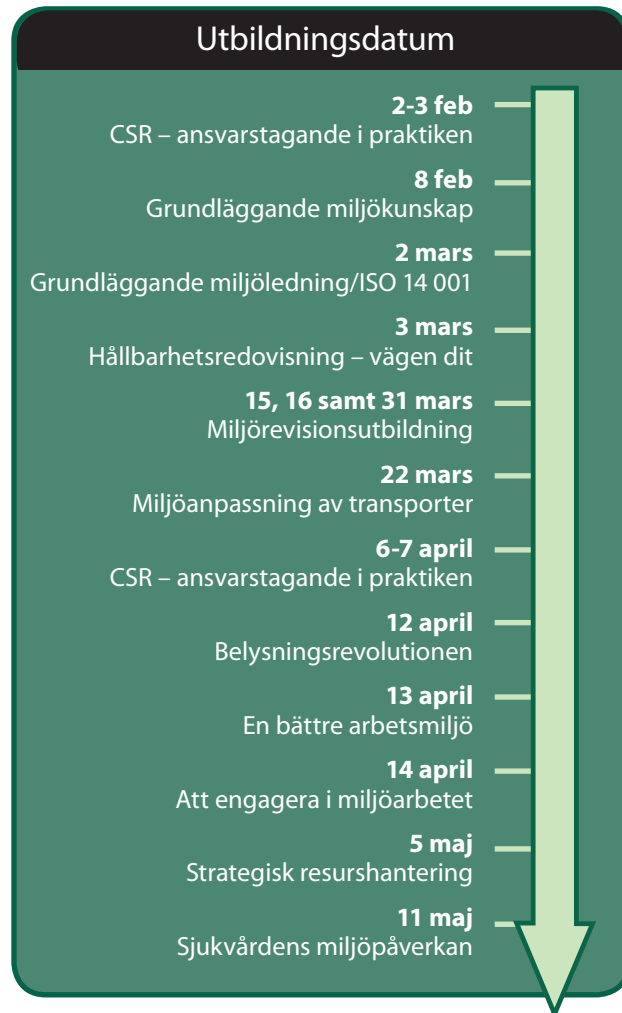 Utbildningsdatum
2-3 feb
CSR – ansvarstagande i praktiken
8 feb
Grundläggande miljökunskap
2 mars
Grundläggande miljöledning/ISO 14 001
3 mars
Hållbarhetsredovisning – vägen dit
15, 16 samt 31 mars
Miljörevisionsutbildning
22 mars
Miljöanpassning av transporter
6-7 april
CSR – ansvarstagande i praktiken
12 april
Belysningsrevolutionen
13 april
En bättre arbetsmiljö
14 april
Att engagera i miljöarbetet
5 maj
Strategisk resurshantering
11 maj
Sjukvårdens miljöpåverkan